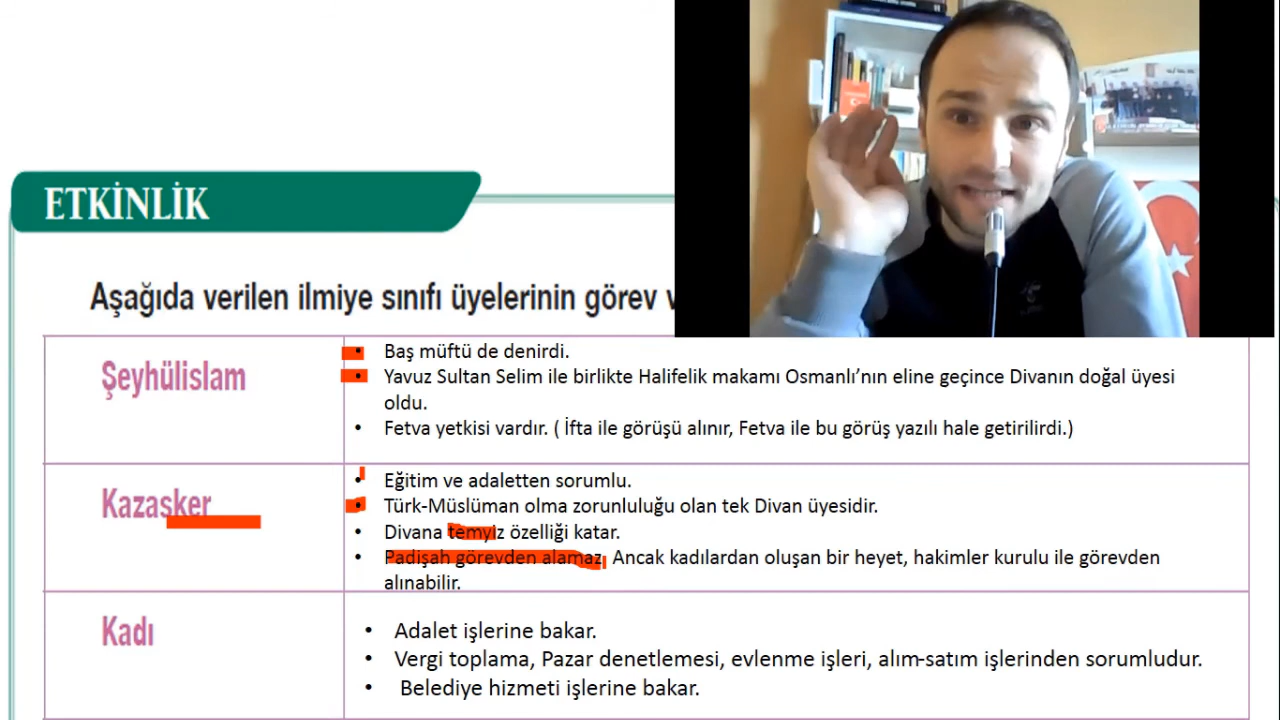 ETKİNLİK
Aşağıda verilen ilmiye sınıfı üyelerinin görev v
Şeyhülislam
• Baş müftü de denirdi.
• Yavuz Sultan Selim ile birlikte Halifelik makamı Osmanlı’nın eline geçince Divanın doğal üyesi
oldu.
• Fetva yetkisi vardır. ( İfta ile görüşü alınır, Fetva ile bu görüş yazılı hale getirilirdi.)
Kazasker
• Eğitim ve adaletten sorumlu.
• Türk-Müslüman olma zorunluluğu olan tek Divan üyesidir.
• Divana temyiz özelliği katar.
• Padişah görevden alamaz. Ancak kadılardan oluşan bir heyet, hakimler kurulu ile görevden
alınabilir.
Kadı
• Adalet işlerine bakar.
• Vergi toplama, Pazar denetlemesi, evlenme işleri, alım-satım işlerinden sorumludur.
• Belediye hizmeti işlerine bakar.